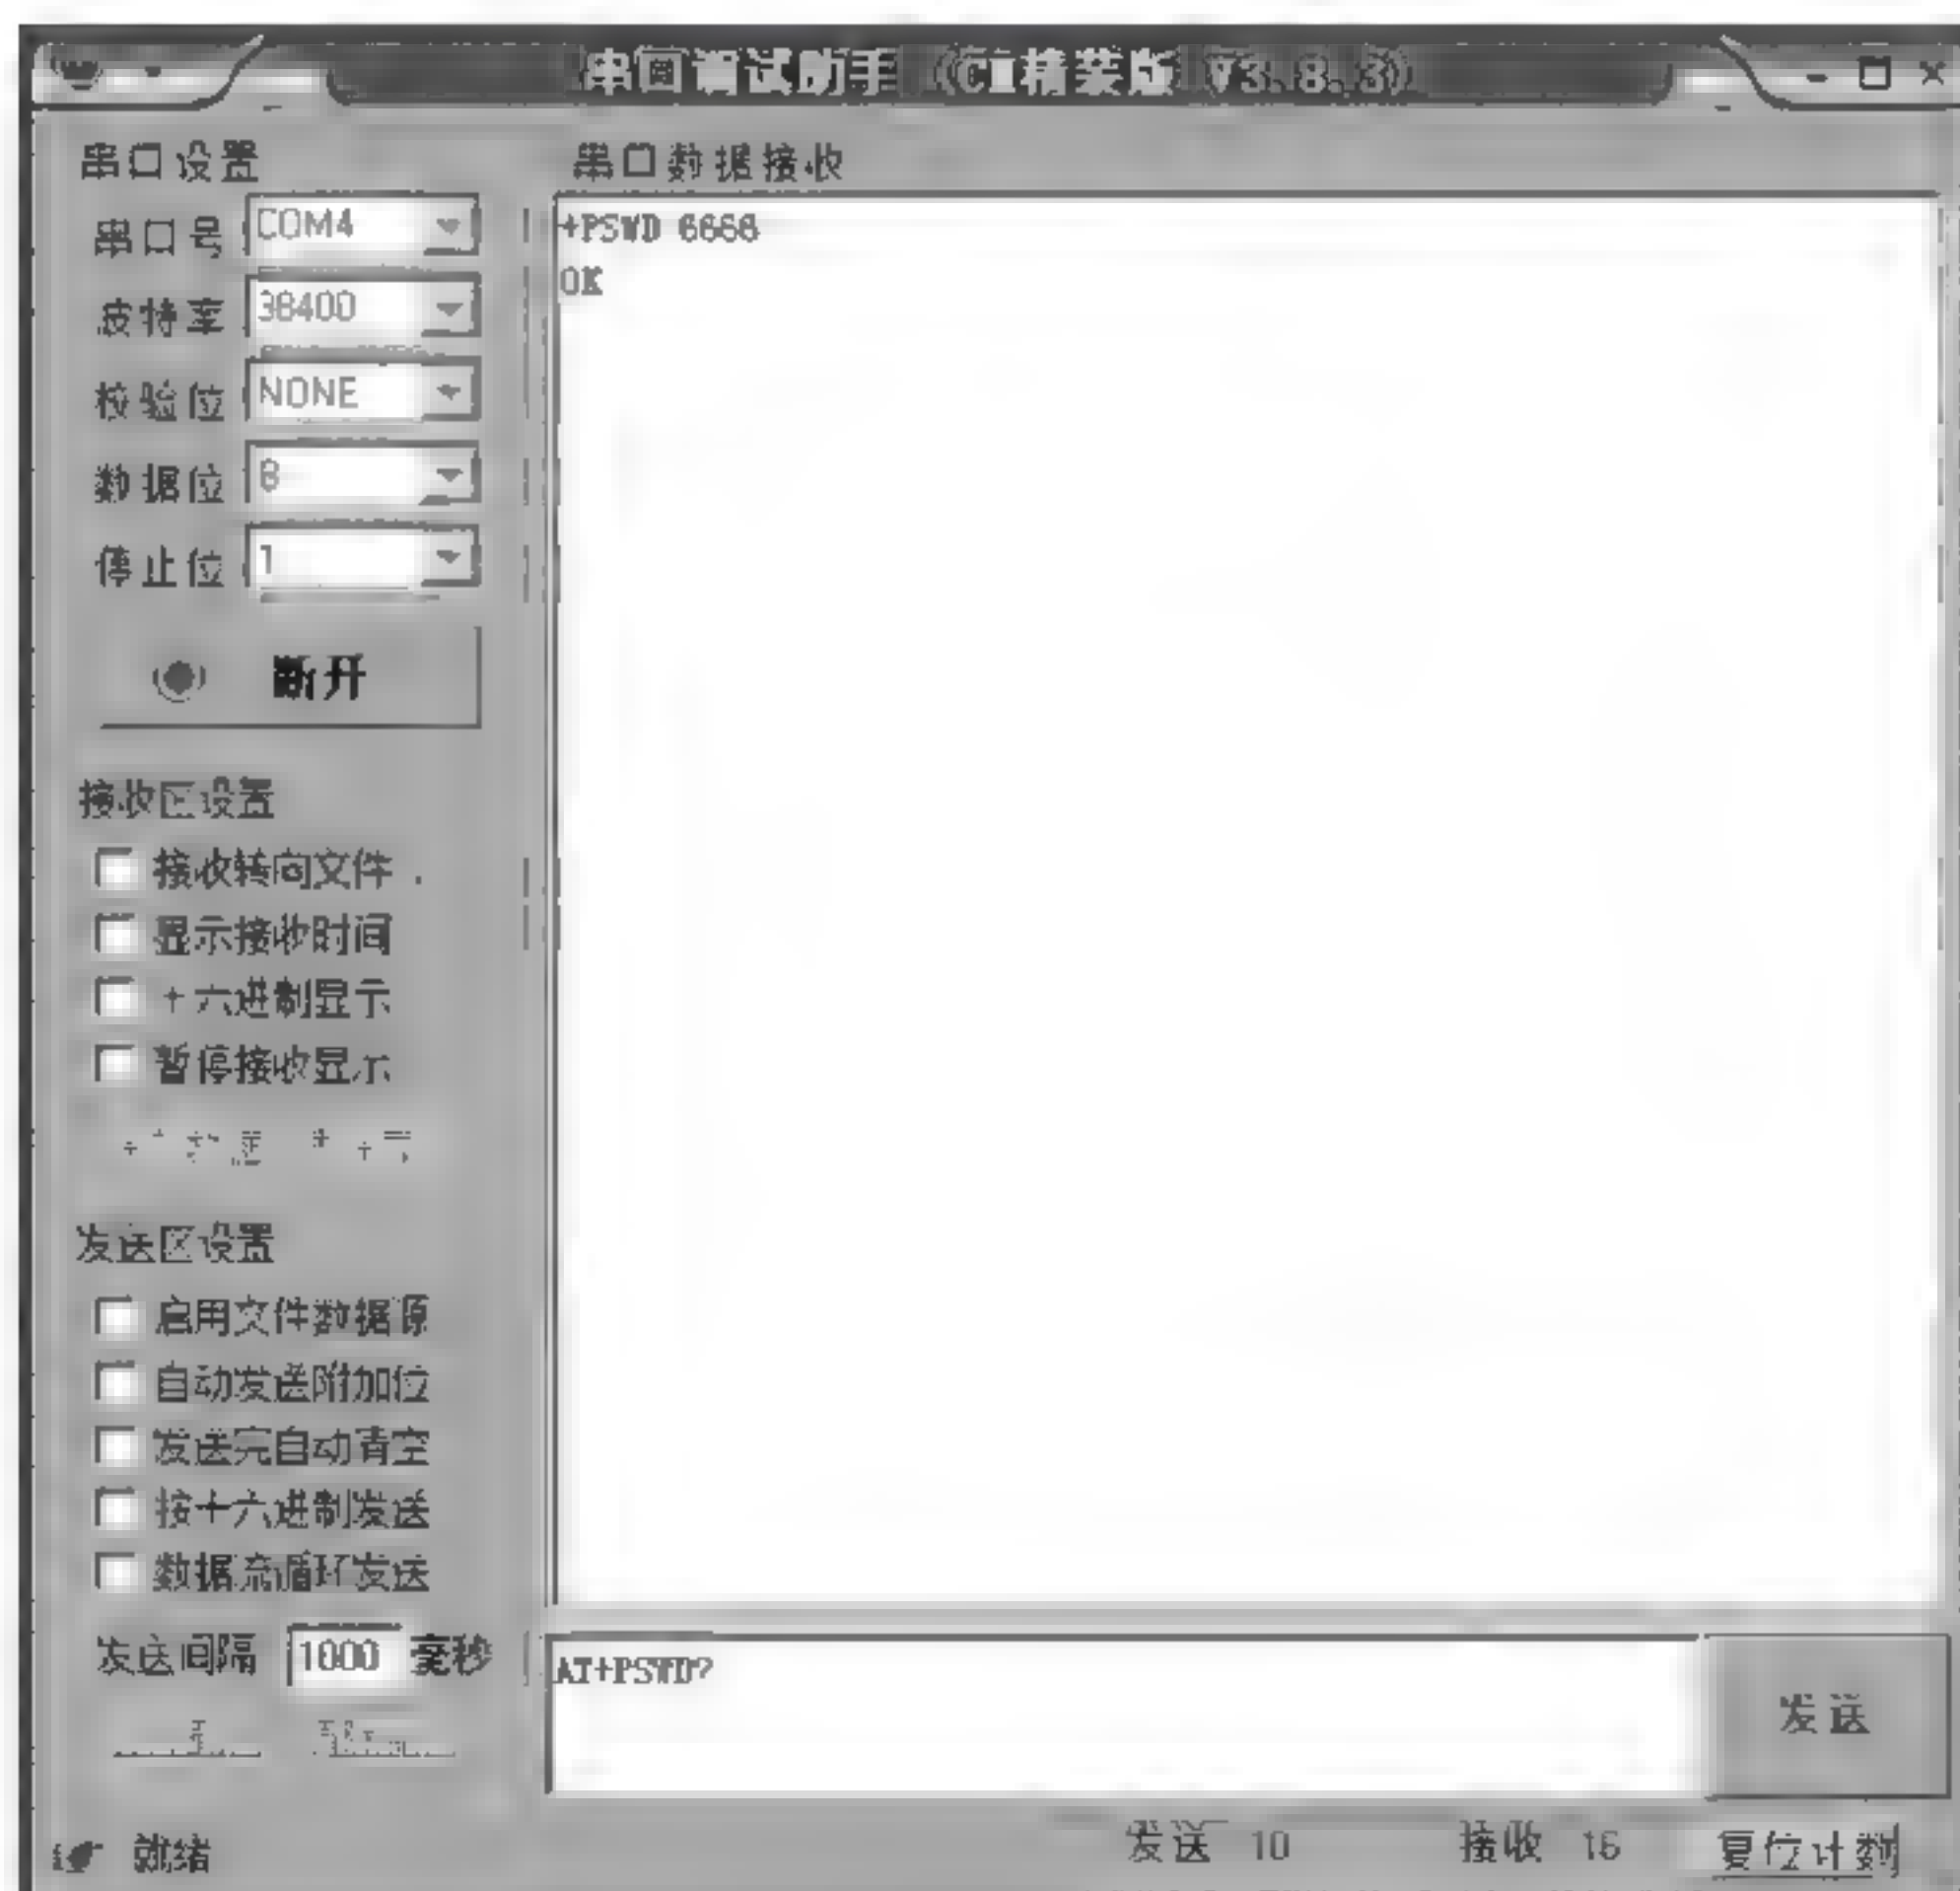 串口调试助手 (CI精装版 V3.8.3)
串口设置
串口号 COM4
波特率 38400
校验位 NONE
数据位 8
停止位 1
断开
接收区设置
接收转向文件
显示接收时间
十六进制显示
暂停接收显示
发送区设置
启用文件数据源
自动发送附加位
发送完自动清空
按十六进制发送
数据流循环发送
发送间隔 1000 毫秒
就绪
串口数据接收
+PSWD 6668
OK
AT+PSWD?
发送
发送 10 接收 16 复位计数